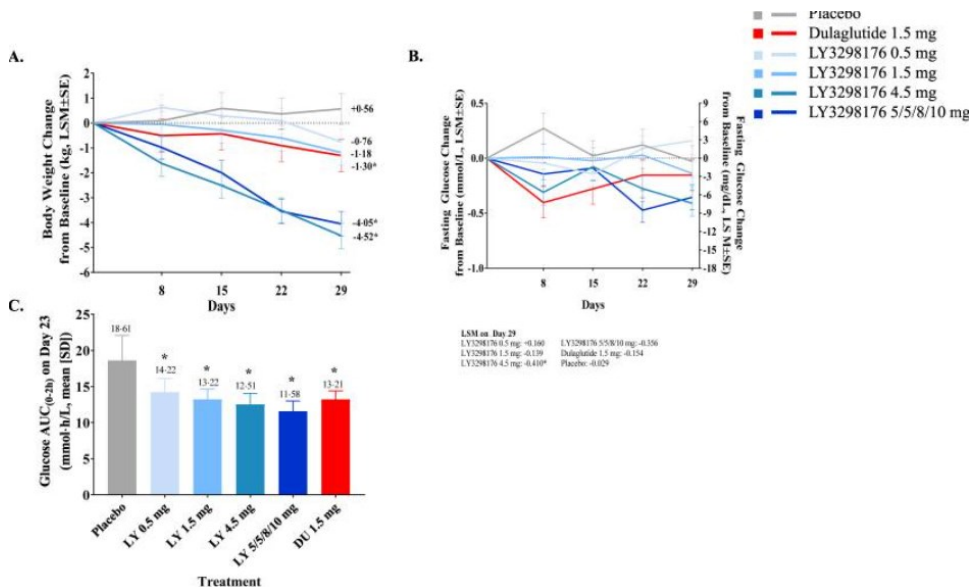 Placebo
Dulaglutide 1.5 mg
LY3298176 0.5 mg
LY3298176 1.5 mg
LY3298176 4.5 mg
LY3298176 5/5/8/10 mg
A.
Body Weight Change
from Baseline (kg, LSM±SE)
2
1
0
-1
-2
-3
-4
-5
-6
+0·56
-0·76
-1·18
-1·30*
-4·05*
-4·52*
8 15 22 29
Days
B.
Fasting Glucose Change
from Baseline (mmol/L, LSM±SE)
0.5
0.0
-0.5
-1.0
9
6
3
0
-3
-6
-9
-12
-15
-18
Fasting Glucose Change
from Baseline (mg/dL, LS M±SE)
8 15 22 29
Days
LSM on Day 29
LY3298176 0.5 mg: +0.160 LY3298176 5/5/8/10 mg: -0.356
LY3298176 1.5 mg: -0.139 Dulaglutide 1.5 mg: -0.154
LY3298176 4.5 mg: -0.410* Placebo: -0.029
C.
Glucose AUC(0-2h) on Day 23
(mmol·h/L, mean [SD])
25
20
15
10
5
0
18·61
*
14·22
*
13·22
*
12·51
*
11·58
*
13·21
Placebo
LY 0.5 mg
LY 1.5 mg
LY 4.5 mg
LY 5/5/8/10 mg
DU 1.5 mg
Treatment